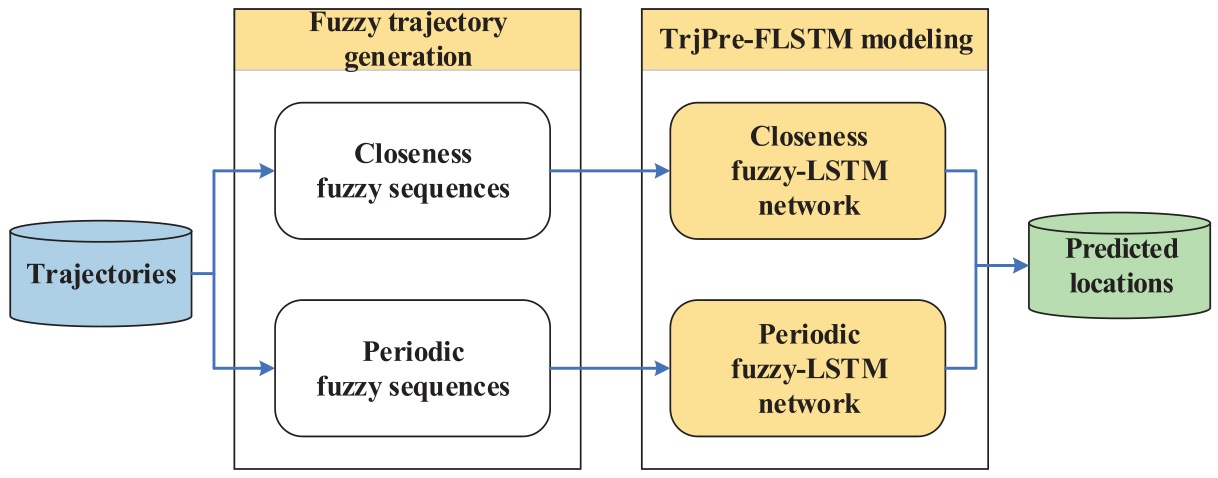 Fuzzy trajectory
generation
TrjPre-FLSTM modeling
Trajectories
Closeness
fuzzy sequences
Periodic
fuzzy sequences
Closeness
fuzzy-LSTM
network
Periodic
fuzzy-LSTM
network
Predicted
locations